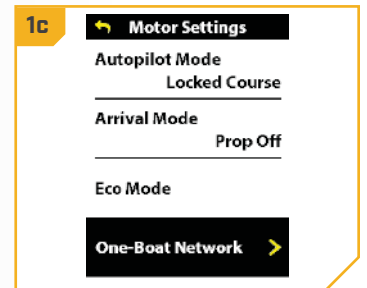 1c
Motor Settings
Autopilot Mode
Locked Course
Arrival Mode
Prop Off
Eco Mode
One-Boat Network